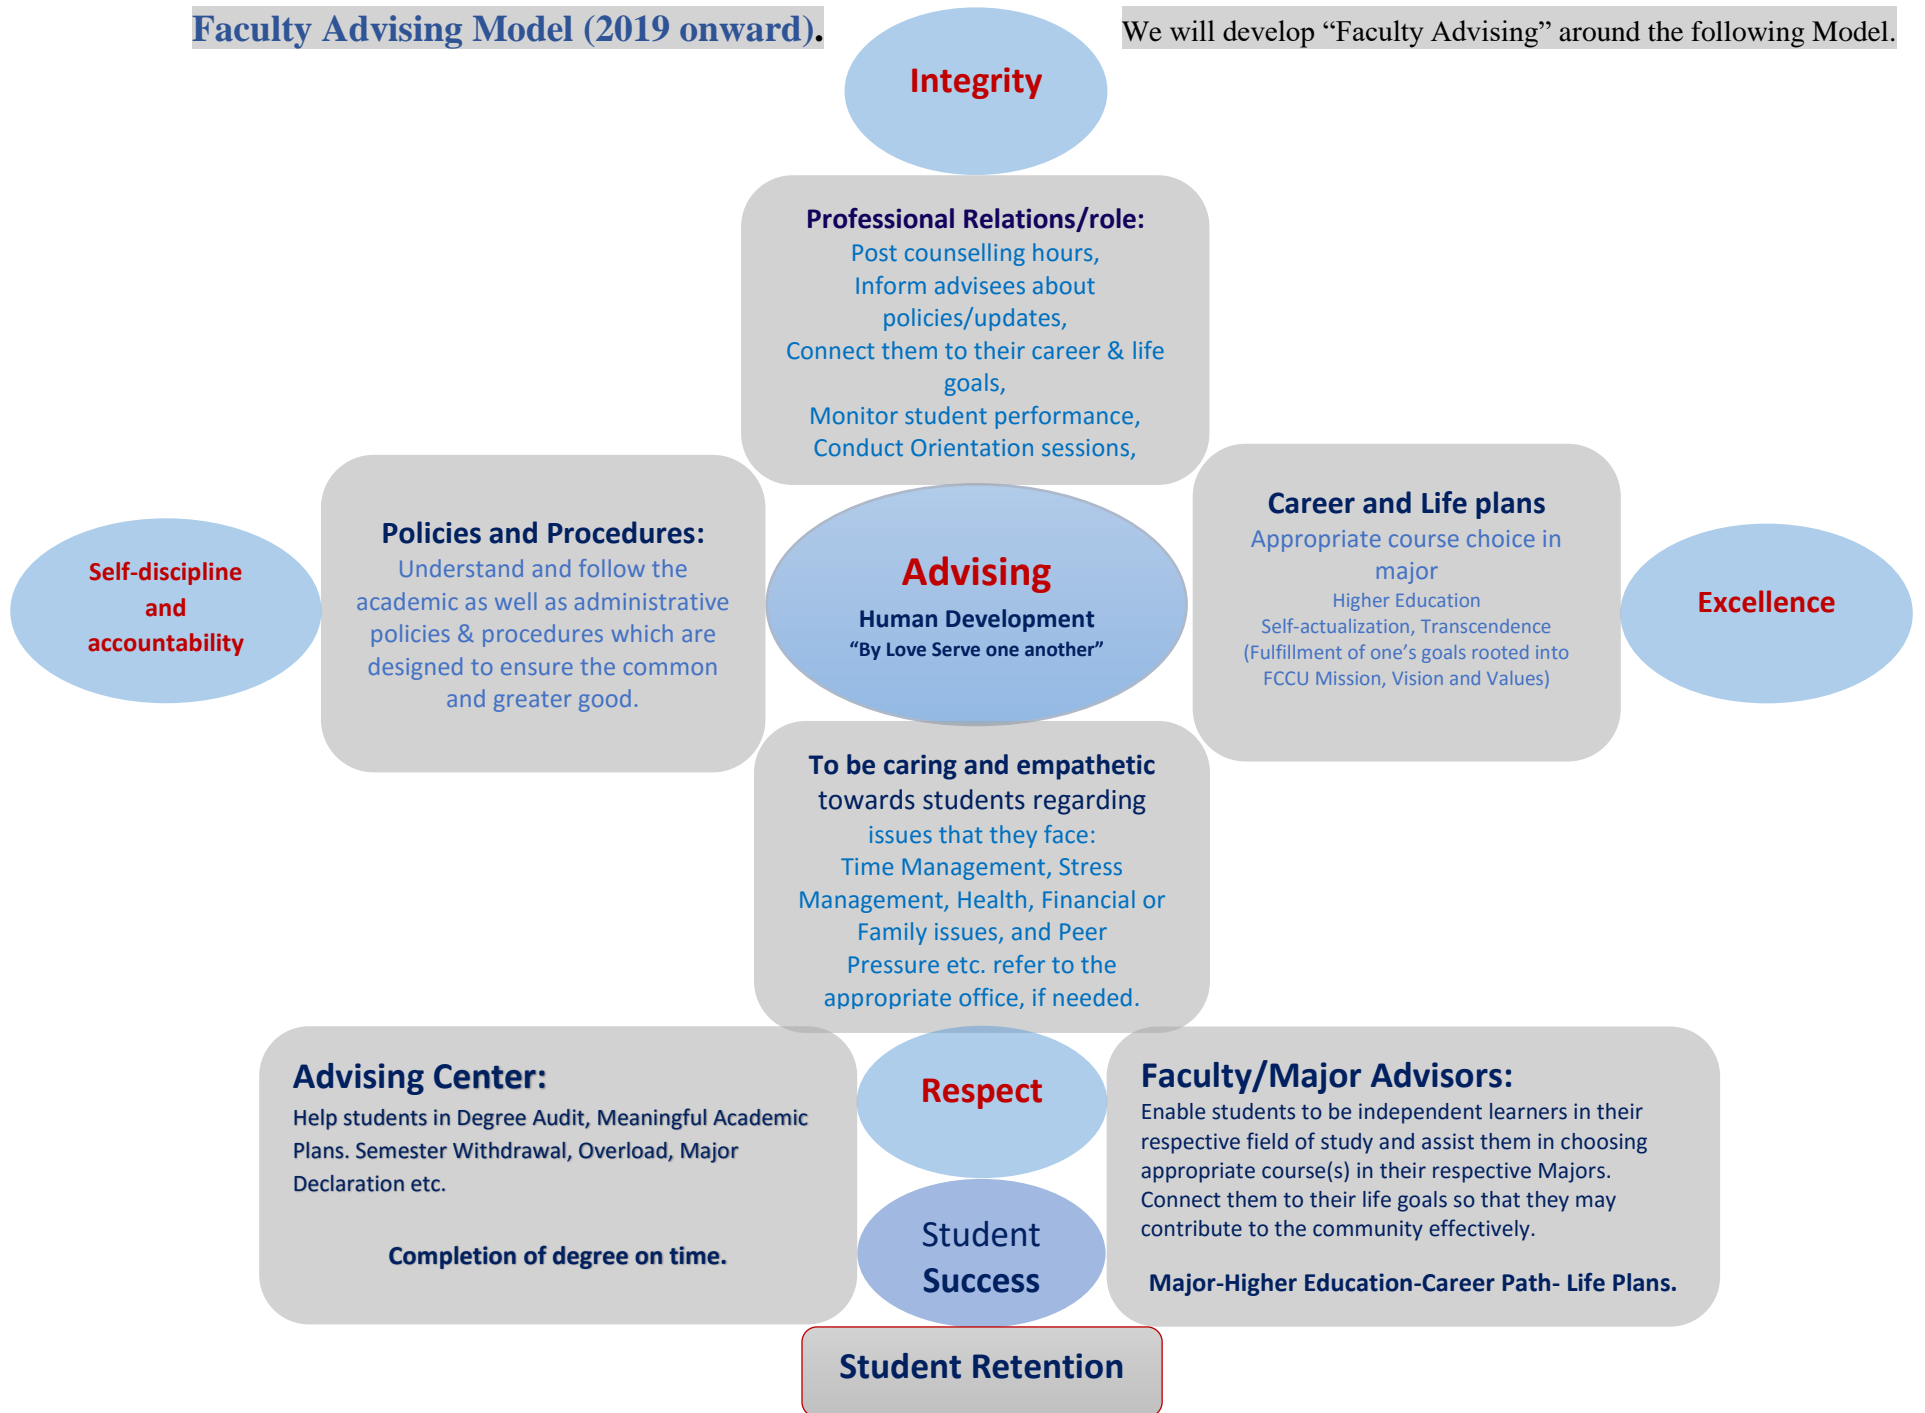 Faculty Advising Model (2019 onward).
We will develop “Faculty Advising” around the following Model.
Integrity
Professional Relations/role:
Post counselling hours,
Inform advisees about
policies/updates,
Connect them to their career & life
goals,
Monitor student performance,
Conduct Orientation sessions,
Self-discipline
and
accountability
Policies and Procedures:
Understand and follow the
academic as well as administrative
policies & procedures which are
designed to ensure the common
and greater good.
Advising
Human Development
“By Love Serve one another”
Career and Life plans
Appropriate course choice in
major
Higher Education
Self-actualization, Transcendence
(Fulfillment of one’s goals rooted into
FCCU Mission, Vision and Values)
Excellence
To be caring and empathetic
towards students regarding
issues that they face:
Time Management, Stress
Management, Health, Financial or
Family issues, and Peer
Pressure etc. refer to the
appropriate office, if needed.
Advising Center:
Help students in Degree Audit, Meaningful Academic
Plans. Semester Withdrawal, Overload, Major
Declaration etc.
Completion of degree on time.
Respect
Student
Success
Faculty/Major Advisors:
Enable students to be independent learners in their
respective field of study and assist them in choosing
appropriate course(s) in their respective Majors.
Connect them to their life goals so that they may
contribute to the community effectively.
Major-Higher Education-Career Path- Life Plans.
Student Retention